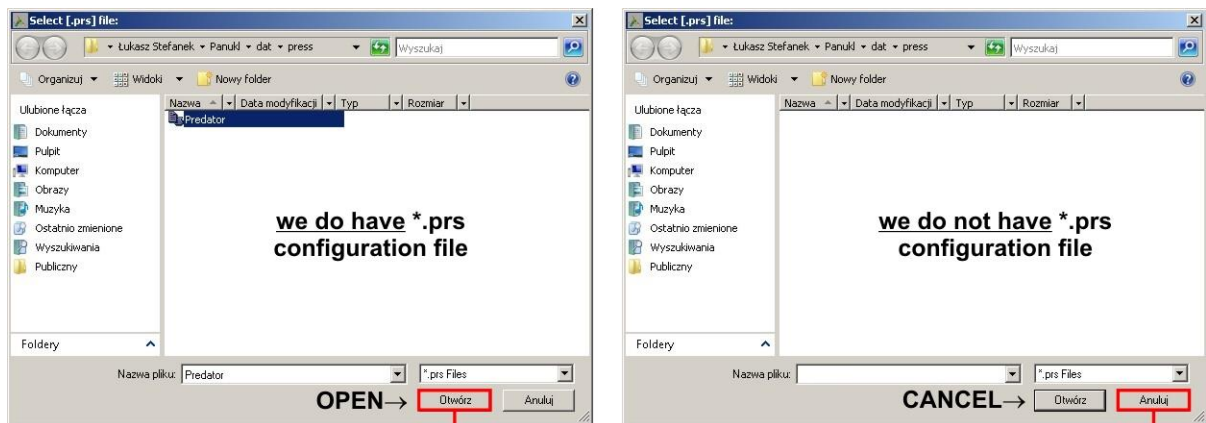 Select [.prs] file:
Łukasz Stefanek Panukl dat press Wyszukaj
Organizuj Widoki Nowy folder
Ulubione łącza
Dokumenty
Pulpit
Komputer
Obrazy
Muzyka
Ostatnio zmienione
Wyszukiwania
Publiczny
Foldery
Nazwa Data modyfikacji Typ Rozmiar
Predator
we do have *.prs
configuration file
Nazwa pliku: Predator *.prs Files
OPEN→ Otwórz Anuluj
Select [.prs] file:
Łukasz Stefanek Panukl dat press Wyszukaj
Organizuj Widoki Nowy folder
Ulubione łącza
Dokumenty
Pulpit
Komputer
Obrazy
Muzyka
Ostatnio zmienione
Wyszukiwania
Publiczny
Foldery
Nazwa Data modyfikacji Typ Rozmiar
we do not have *.prs
configuration file
Nazwa pliku: *.prs Files
CANCEL→ Otwórz Anuluj